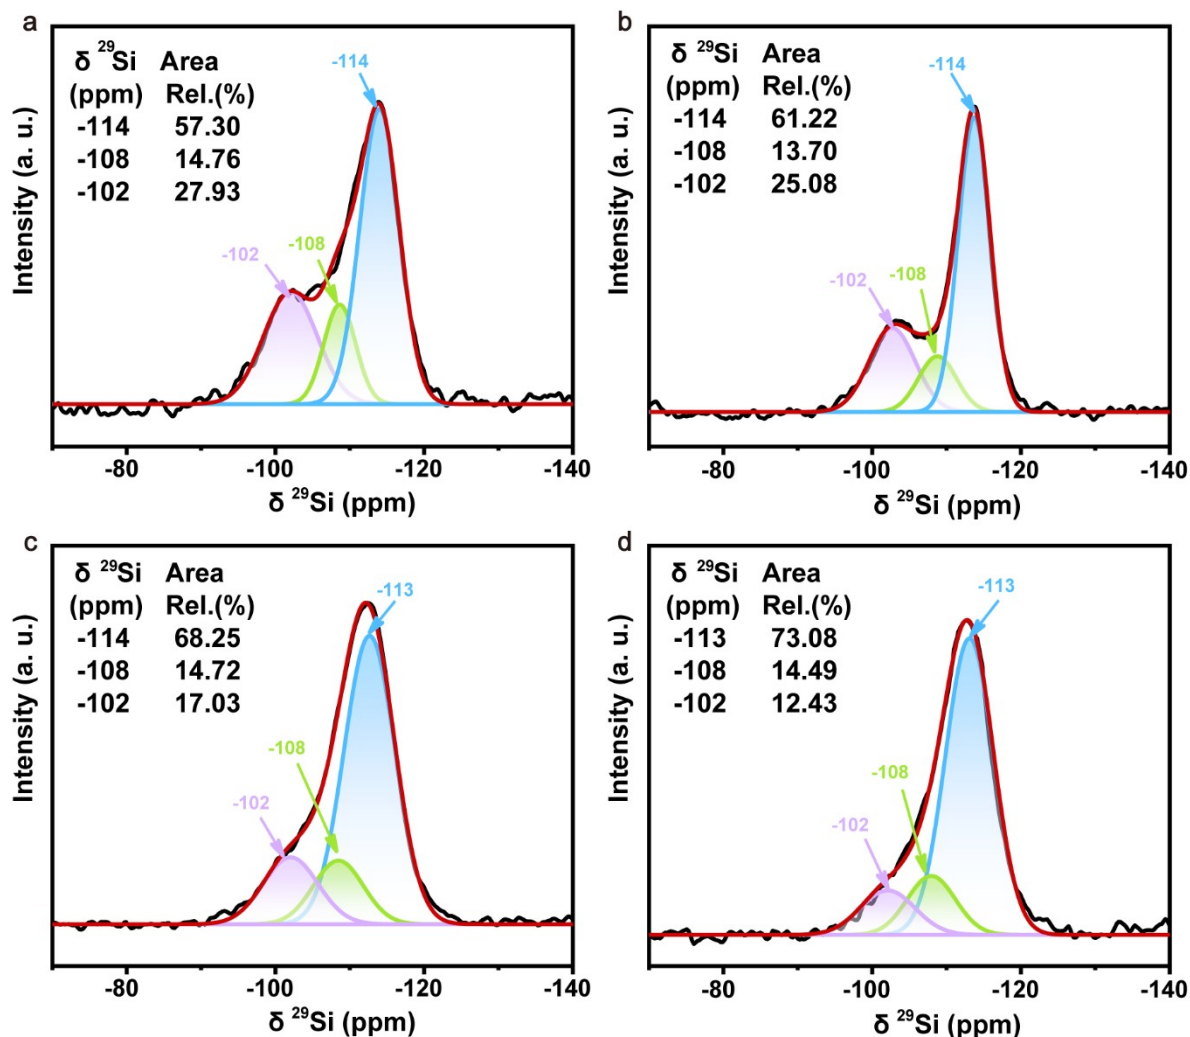 a
δ ²⁹Si Area
(ppm) Rel.(%)
-114 57.30
-108 14.76
-102 27.93
-114
-108
-102
Intensity (a. u.)
-80 -100 -120 -140
δ ²⁹Si (ppm)
b
δ ²⁹Si Area
(ppm) Rel.(%)
-114 61.22
-108 13.70
-102 25.08
-114
-108
-102
Intensity (a. u.)
-80 -100 -120 -140
δ ²⁹Si (ppm)
c
δ ²⁹Si Area
(ppm) Rel.(%)
-114 68.25
-108 14.72
-102 17.03
-113
-108
-102
Intensity (a. u.)
-80 -100 -120 -140
δ ²⁹Si (ppm)
d
δ ²⁹Si Area
(ppm) Rel.(%)
-113 73.08
-108 14.49
-102 12.43
-113
-108
-102
Intensity (a. u.)
-80 -100 -120 -140
δ ²⁹Si (ppm)